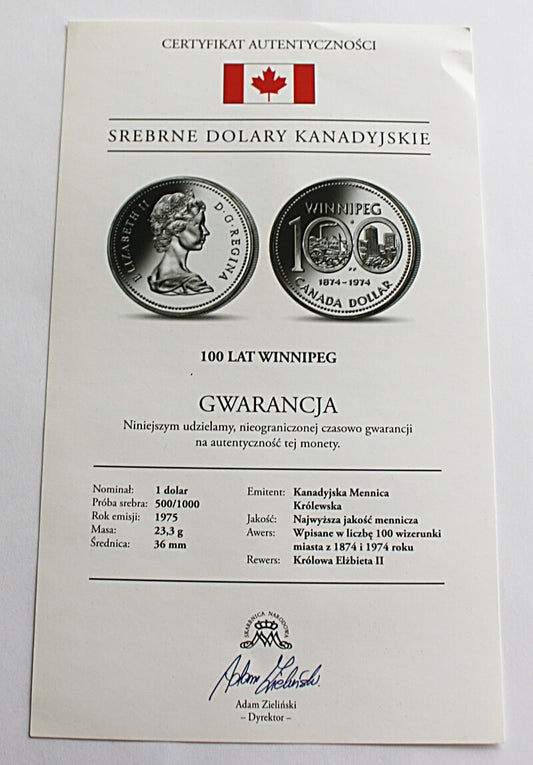 CERTYFIKAT AUTENTYCZNOŚCI
SREBRNE DOLARY KANADYJSKIE
ELIZABETH II D·G·REGINA
WINNIPEG
100
1874-1974
CANADA DOLLAR
100 LAT WINNIPEG
GWARANCJA
Niniejszym udzielamy, nieograniczonej czasowo gwarancji
na autentyczność tej monety.
Nominał: 1 dolar
Próba srebra: 500/1000
Rok emisji: 1975
Masa: 23,3 g
Średnica: 36 mm
Emitent: Kanadyjska Mennica
Królewska
Jakość: Najwyższa jakość mennicza
Awers: Wpisane w liczbę 100 wizerunki
miasta z 1874 i 1974 roku
Rewers: Królowa Elżbieta II
SKARBNICA NARODOWA
Adam Zieliński
Adam Zieliński
– Dyrektor –